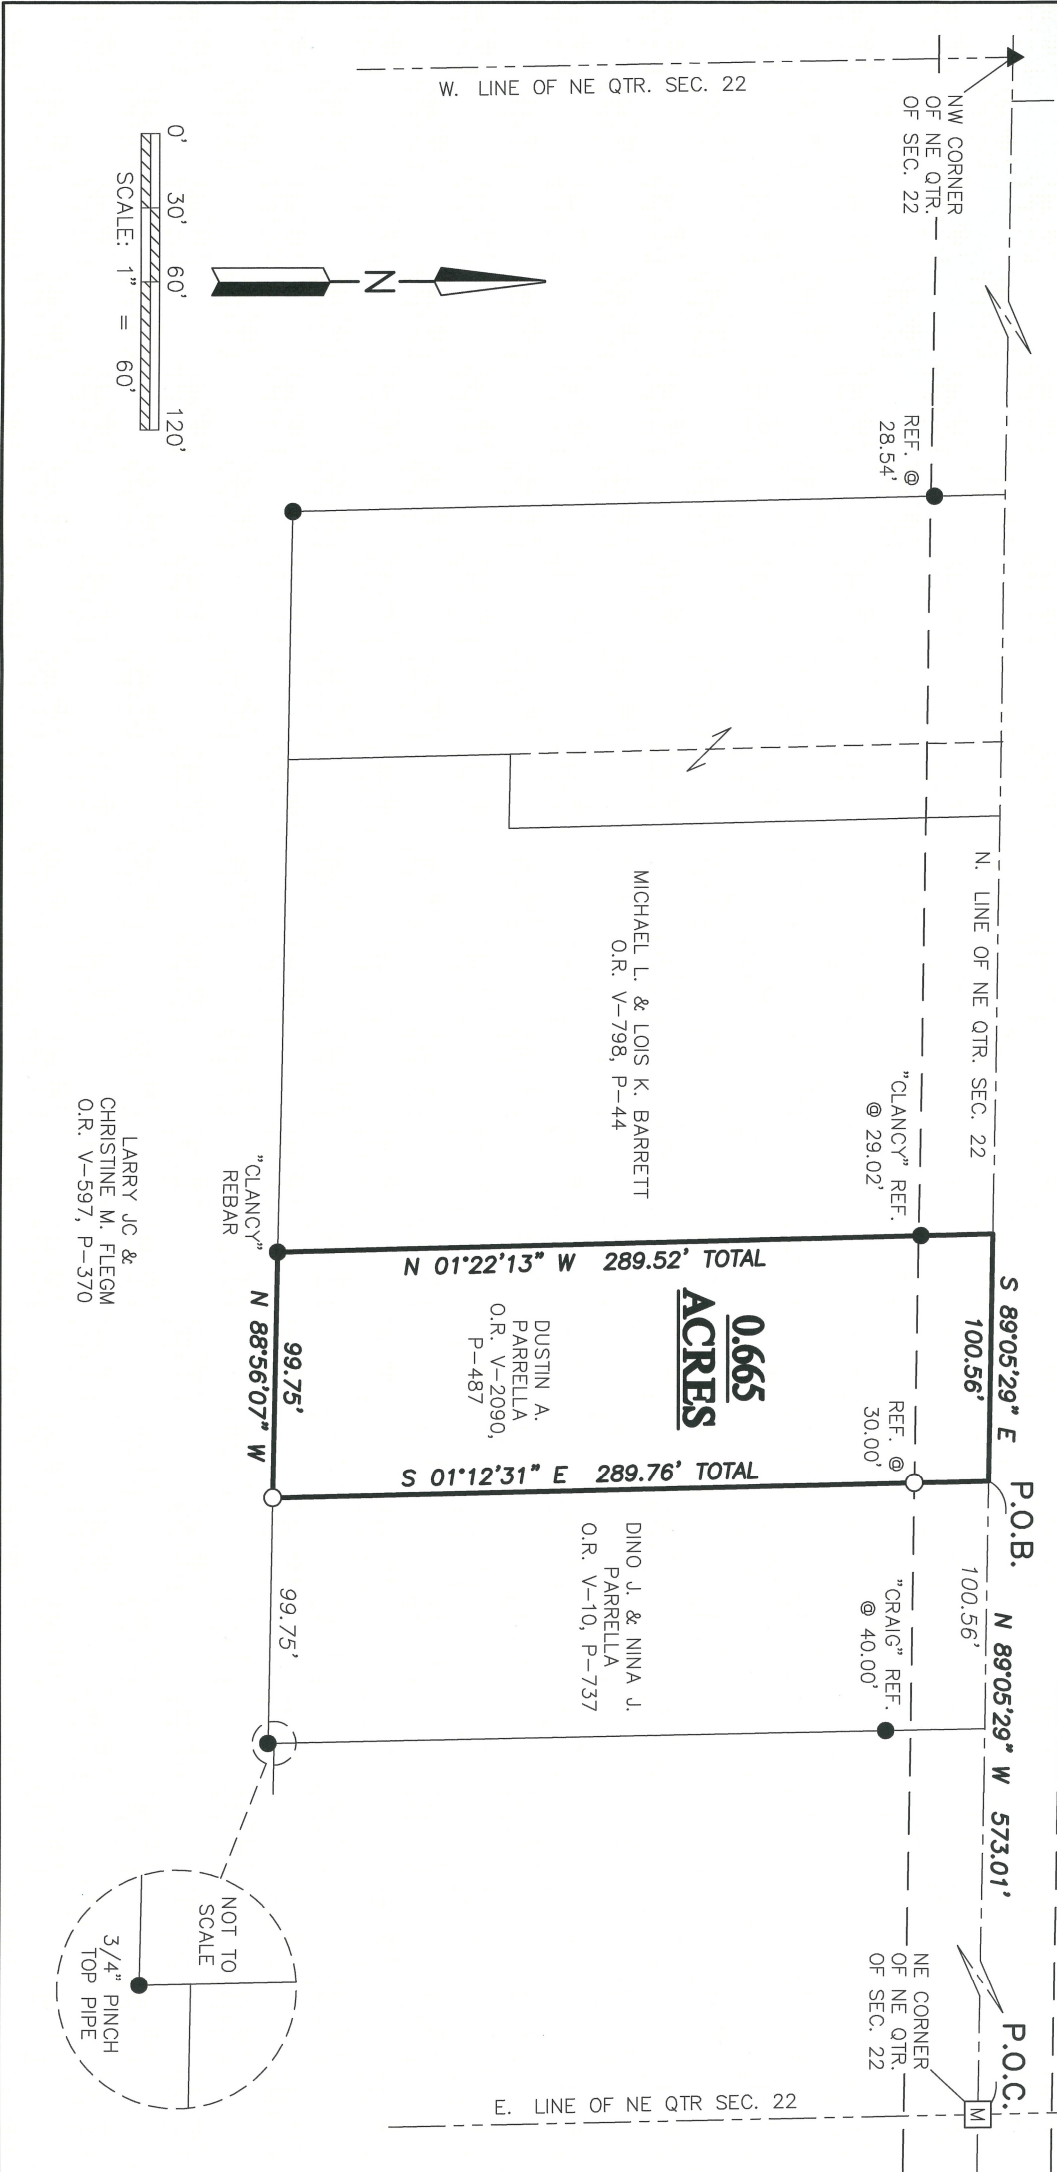 W. LINE OF NE QTR. SEC. 22
NW CORNER
OF NE QTR.
OF SEC. 22
0' 30' 60' 120'
SCALE: 1" = 60'
N
REF. @
28.54'
N. LINE OF NE QTR. SEC. 22
MICHAEL L. & LOIS K. BARRETT
O.R. V-798, P-44
"CLANCY" REF.
@ 29.02'
"CLANCY"
REBAR
LARRY JC &
CHRISTINE M. FLEGM
O.R. V-597, P-370
N 01°22'13" W 289.52' TOTAL
S 89°05'29" E
100.56'
0.665
ACRES
DUSTIN A.
PARRELLA
O.R. V-2090,
P-487
99.75'
N 88°56'07" W
REF. @
30.00'
S 01°12'31" E 289.76' TOTAL
P.O.B.
N 89°05'29" W 573.01'
100.56'
"CRAIG" REF.
@ 40.00'
DINO J. & NINA J.
PARRELLA
O.R. V-10, P-737
99.75'
NOT TO
SCALE
3/4" PINCH
TOP PIPE
P.O.C.
M
NE CORNER
OF NE QTR.
OF SEC. 22
E. LINE OF NE QTR SEC. 22